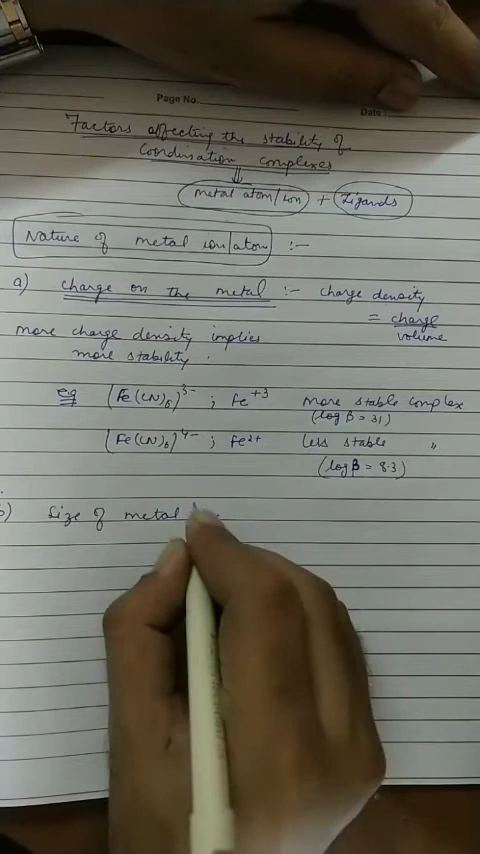 Page No.
Date :
Factors affecting the stability of
coordination complexes
⇓
metal atom/ion + Ligands
Nature of metal ion/atom :-
a) charge on the metal :- charge density
= charge
volume
more charge density implies
more stability.
eg (Fe(CN)₆)³⁻ ; Fe⁺³ more stable complex
(log β = 31)
(Fe(CN)₆)⁴⁻ ; Fe²⁺ less stable "
(log β = 8.3)
b) Size of metal